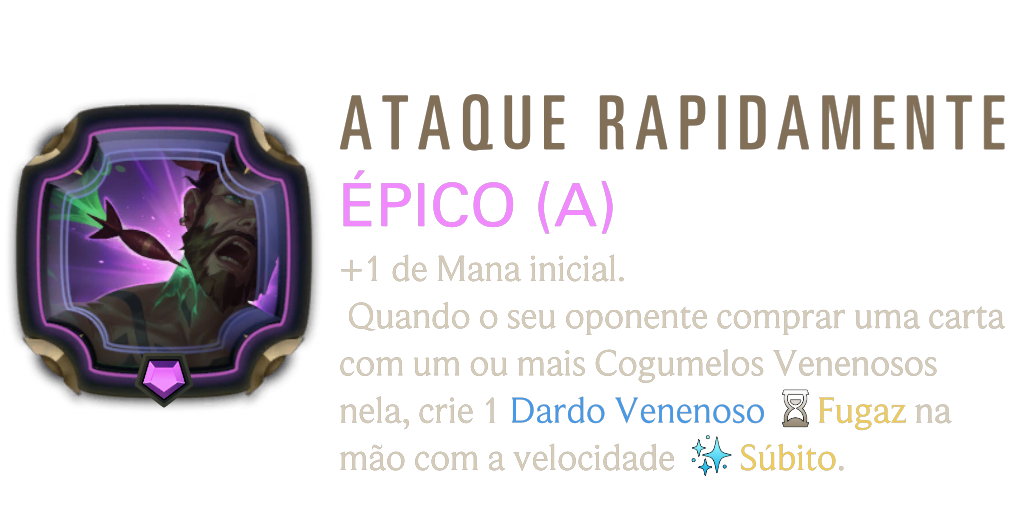 ATAQUE RAPIDAMENTE
ÉPICO (A)
+1 de Mana inicial.
Quando o seu oponente comprar uma carta
com um ou mais Cogumelos Venenosos
nela, crie 1 Dardo Venenoso Fugaz na
mão com a velocidade Súbito.